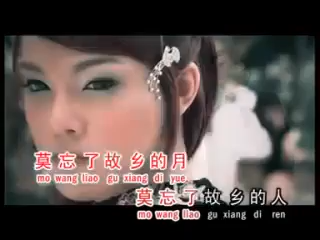 莫忘了故乡的月
mo wang liao gu xiang di yue
莫忘了故乡的人
mo wang liao gu xiang di ren